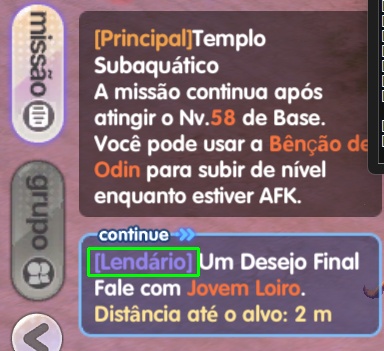 missão
grupo
[Principal]Templo
Subaquático
A missão continua após
atingir o Nv.58 de Base.
Você pode usar a Bênção de
Odin para subir de nível
enquanto estiver AFK.
continue
[Lendário] Um Desejo Final
Fale com Jovem Loiro.
Distância até o alvo: 2 m